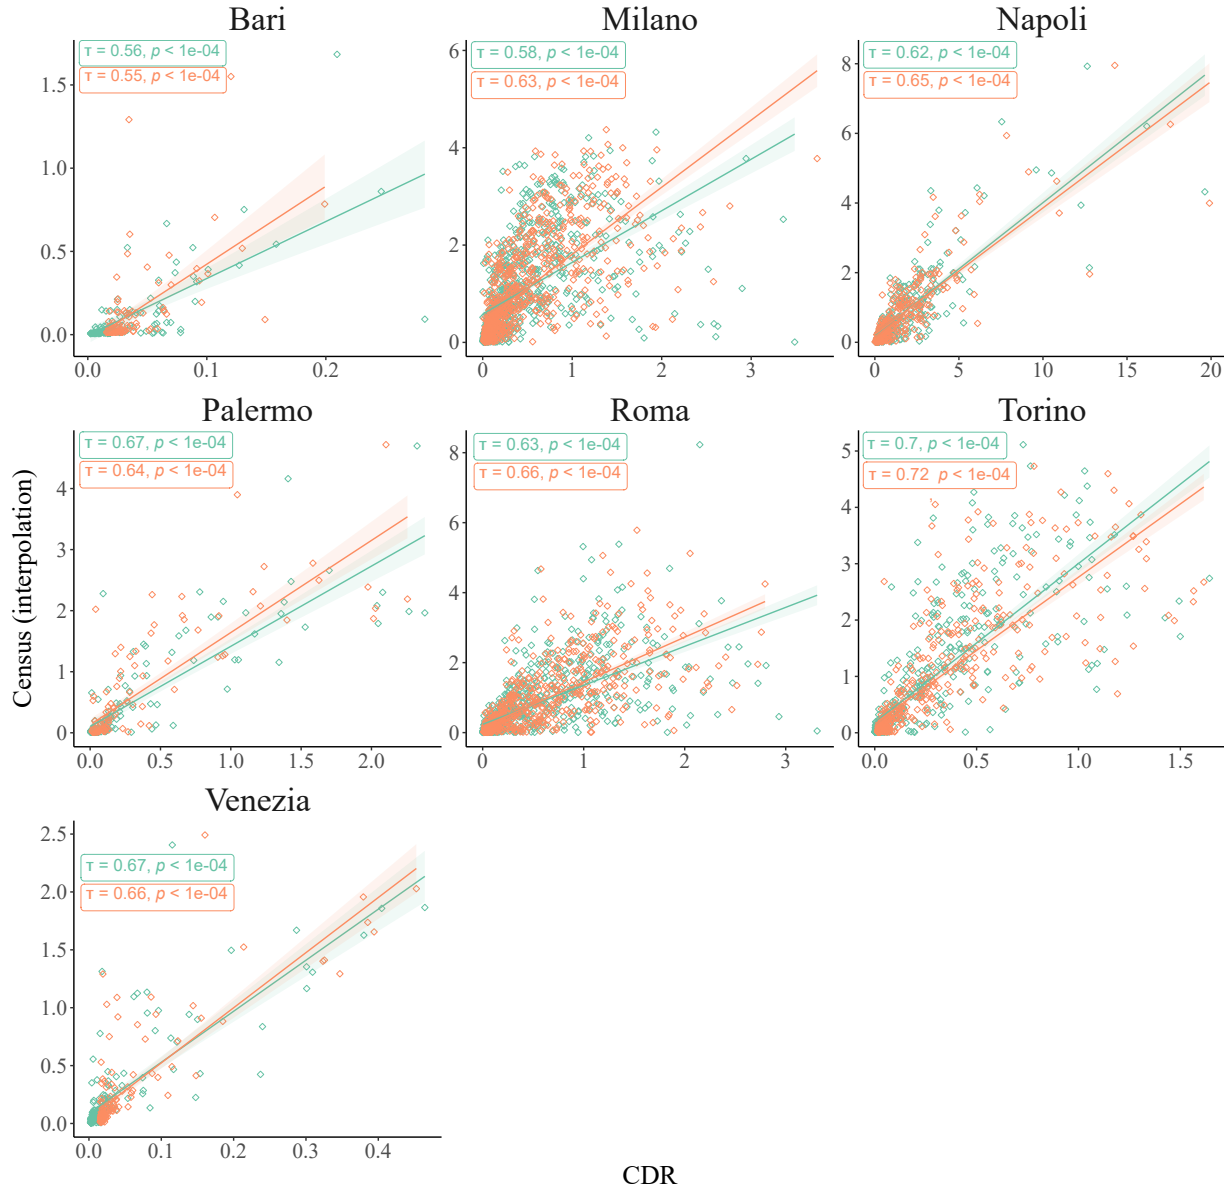 Bari
Milano
Napoli
τ = 0.56, p < 1e-04
τ = 0.55, p < 1e-04
1.5
1.0
0.5
0.0
0.0
0.1
0.2
τ = 0.58, p < 1e-04
τ = 0.63, p < 1e-04
6
4
2
0
0
1
2
3
τ = 0.62, p < 1e-04
τ = 0.65, p < 1e-04
8
6
4
2
0
0
5
10
15
20
Palermo
Roma
Torino
Census (interpolation)
τ = 0.67, p < 1e-04
τ = 0.64, p < 1e-04
4
3
2
1
0
0.0
0.5
1.0
1.5
2.0
τ = 0.63, p < 1e-04
τ = 0.66, p < 1e-04
8
6
4
2
0
0
1
2
3
τ = 0.7, p < 1e-04
τ = 0.72 p < 1e-04
5
4
3
2
1
0
0.0
0.5
1.0
1.5
Venezia
τ = 0.67, p < 1e-04
τ = 0.66, p < 1e-04
2.5
2.0
1.5
1.0
0.5
0.0
0.0
0.1
0.2
0.3
0.4
CDR